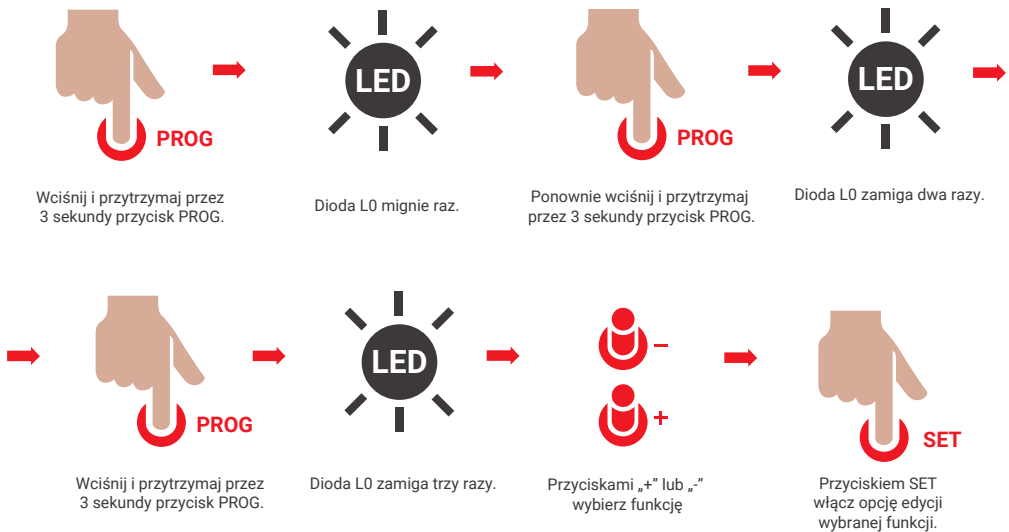 PROG
LED
PROG
LED
Wciśnij i przytrzymaj przez
3 sekundy przycisk PROG.
Dioda L0 mignie raz.
Ponownie wciśnij i przytrzymaj
przez 3 sekundy przycisk PROG.
Dioda L0 zamiga dwa razy.
PROG
LED
-
+
SET
Wciśnij i przytrzymaj przez
3 sekundy przycisk PROG.
Dioda L0 zamiga trzy razy.
Przyciskami „+” lub „-”
wybierz funkcję
Przyciskiem SET
włącz opcję edycji
wybranej funkcji.